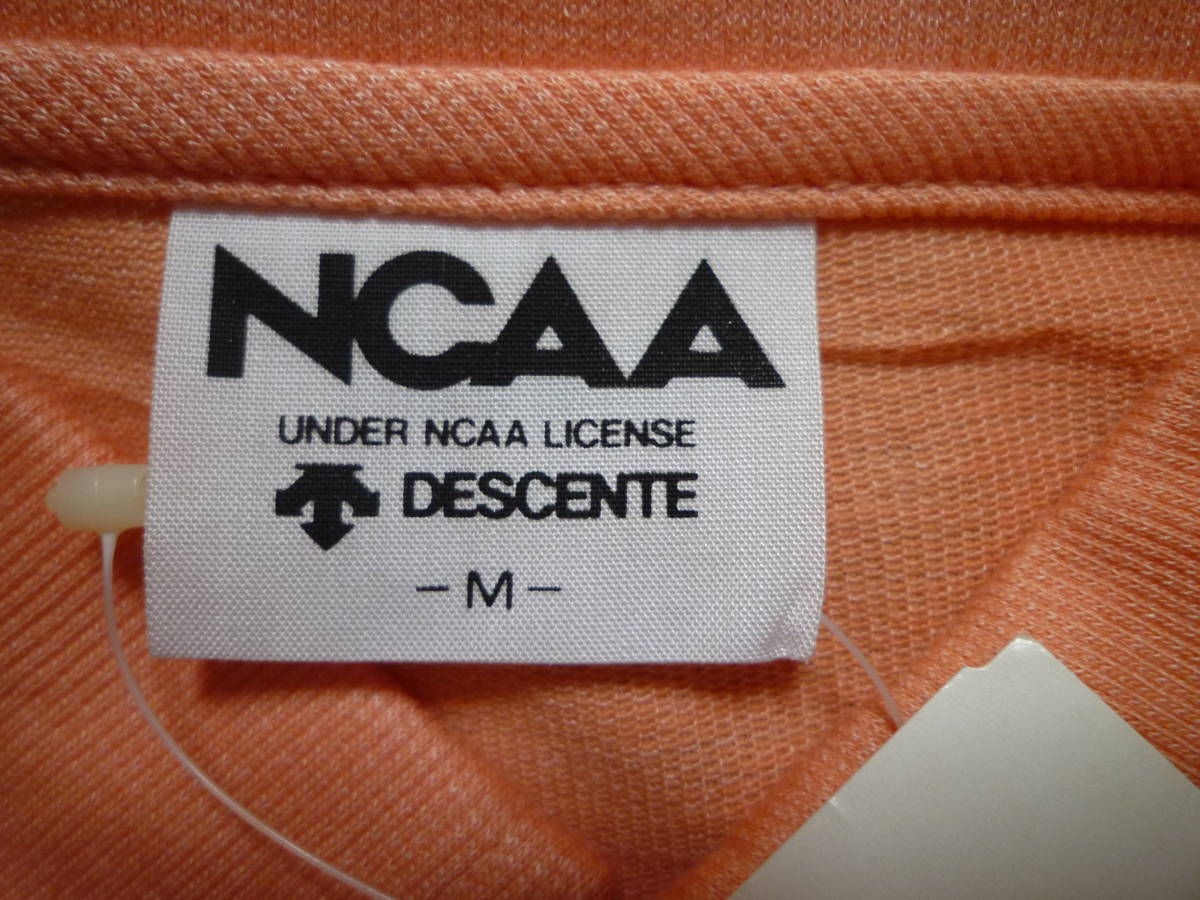 NCAA
UNDER NCAA LICENSE
DESCENTE
- M -